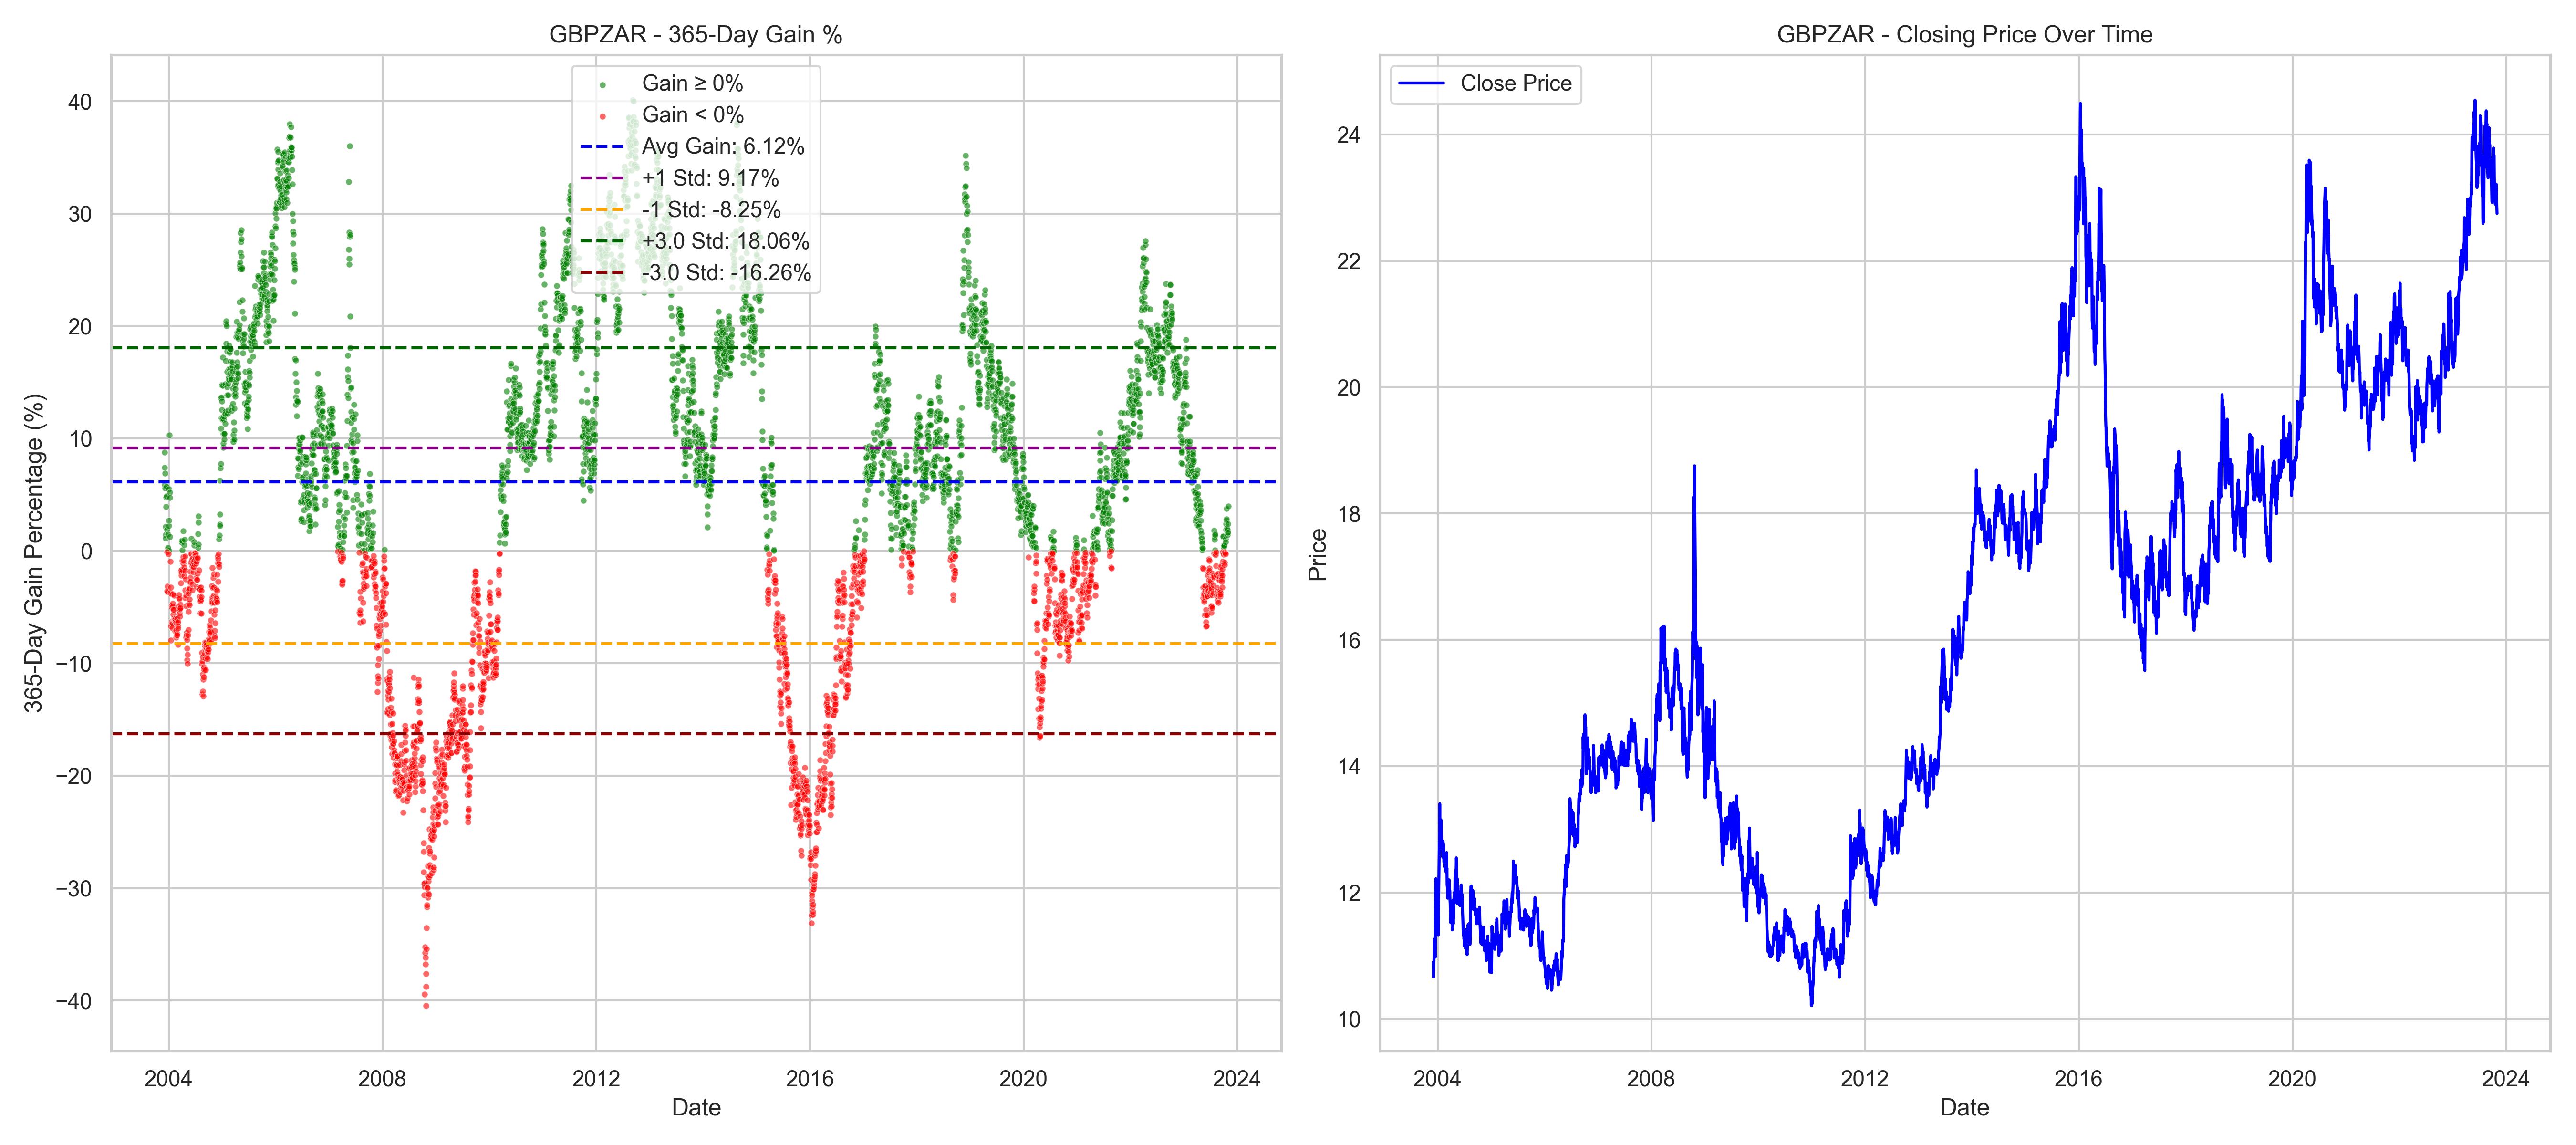 GBPZAR - 365-Day Gain %
Gain ≥ 0%
Gain < 0%
Avg Gain: 6.12%
+1 Std: 9.17%
-1 Std: -8.25%
+3.0 Std: 18.06%
-3.0 Std: -16.26%
365-Day Gain Percentage (%)
40
30
20
10
0
−10
−20
−30
−40
2004
2008
2012
2016
2020
2024
Date
GBPZAR - Closing Price Over Time
Close Price
Price
24
22
20
18
16
14
12
10
2004
2008
2012
2016
2020
2024
Date